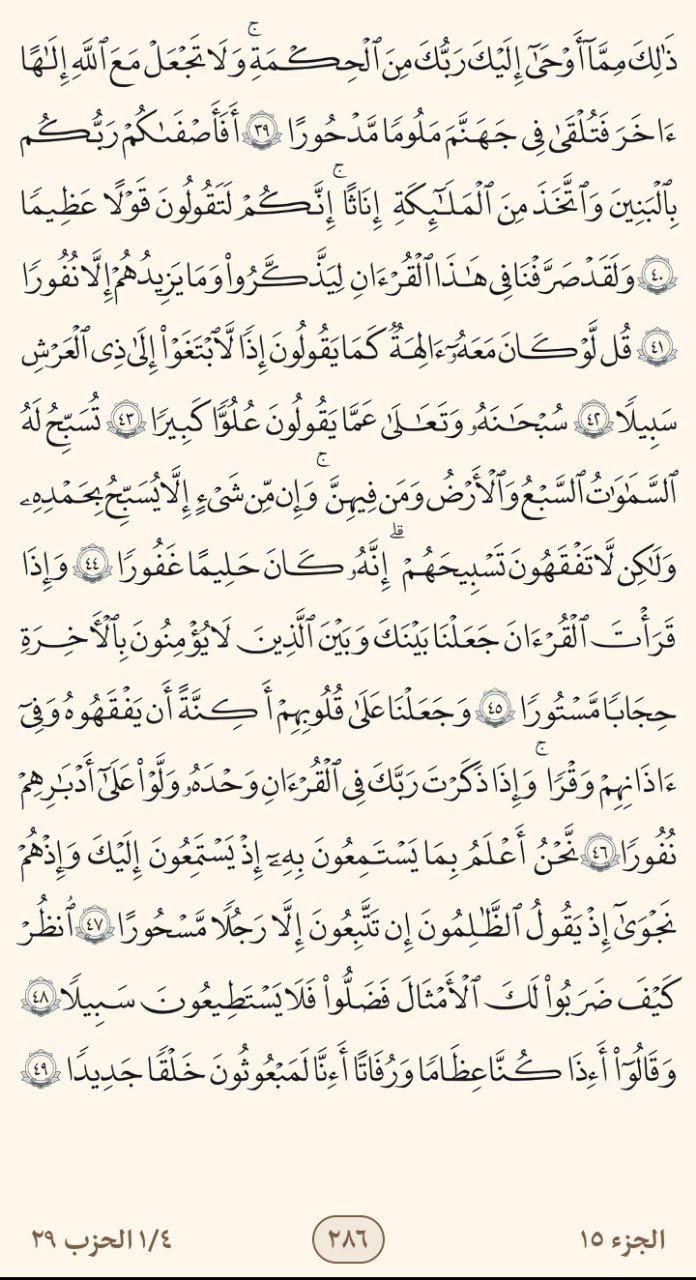 ذَٰلِكَ مِمَّآ أَوْحَىٰٓ إِلَيْكَ رَبُّكَ مِنَ ٱلْحِكْمَةِۗ وَلَا تَجْعَلْ مَعَ ٱللَّهِ إِلَٰهًا
ءَاخَرَ فَتُلْقَىٰ فِى جَهَنَّمَ مَلُومًا مَّدْحُورًا ٣٩ أَفَأَصْفَىٰكُمْ رَبُّكُم
بِٱلْبَنِينَ وَٱتَّخَذَ مِنَ ٱلْمَلَٰٓئِكَةِ إِنَٰثًاۚ إِنَّكُمْ لَتَقُولُونَ قَوْلًا عَظِيمًا
٤٠ وَلَقَدْ صَرَّفْنَا فِى هَٰذَا ٱلْقُرْءَانِ لِيَذَّكَّرُوا۟ وَمَا يَزِيدُهُمْ إِلَّا نُفُورًا
٤١ قُل لَّوْ كَانَ مَعَهُۥٓ ءَالِهَةٌ كَمَا يَقُولُونَ إِذًا لَّٱبْتَغَوْا۟ إِلَىٰ ذِى ٱلْعَرْشِ
سَبِيلًا ٤٢ سُبْحَٰنَهُۥ وَتَعَٰلَىٰ عَمَّا يَقُولُونَ عُلُوًّا كَبِيرًا ٤٣ تُسَبِّحُ لَهُ
ٱلسَّمَٰوَٰتُ ٱلسَّبْعُ وَٱلْأَرْضُ وَمَن فِيهِنَّۚ وَإِن مِّن شَىْءٍ إِلَّا يُسَبِّحُ بِحَمْدِهِۦ
وَلَٰكِن لَّا تَفْقَهُونَ تَسْبِيحَهُمْۗ إِنَّهُۥ كَانَ حَلِيمًا غَفُورًا ٤٤ وَإِذَا
قَرَأْتَ ٱلْقُرْءَانَ جَعَلْنَا بَيْنَكَ وَبَيْنَ ٱلَّذِينَ لَا يُؤْمِنُونَ بِٱلْأَخِرَةِ
حِجَابًا مَّسْتُورًا ٤٥ وَجَعَلْنَا عَلَىٰ قُلُوبِهِمْ أَكِنَّةً أَن يَفْقَهُوهُ وَفِىٓ
ءَاذَانِهِمْ وَقْرًاۚ وَإِذَا ذَكَرْتَ رَبَّكَ فِى ٱلْقُرْءَانِ وَحْدَهُۥ وَلَّوْا۟ عَلَىٰٓ أَدْبَٰرِهِمْ
نُفُورًا ٤٦ نَّحْنُ أَعْلَمُ بِمَا يَسْتَمِعُونَ بِهِۦٓ إِذْ يَسْتَمِعُونَ إِلَيْكَ وَإِذْ هُمْ
نَجْوَىٰٓ إِذْ يَقُولُ ٱلظَّٰلِمُونَ إِن تَتَّبِعُونَ إِلَّا رَجُلًا مَّسْحُورًا ٤٧ ٱنظُرْ
كَيْفَ ضَرَبُوا۟ لَكَ ٱلْأَمْثَالَ فَضَلُّوا۟ فَلَا يَسْتَطِيعُونَ سَبِيلًا ٤٨
وَقَالُوٓا۟ أَءِذَا كُنَّا عِظَٰمًا وَرُفَٰتًا أَءِنَّا لَمَبْعُوثُونَ خَلْقًا جَدِيدًا ٤٩
الجزء ١٥
٢٨٦
١/٤ الحزب ٢٩